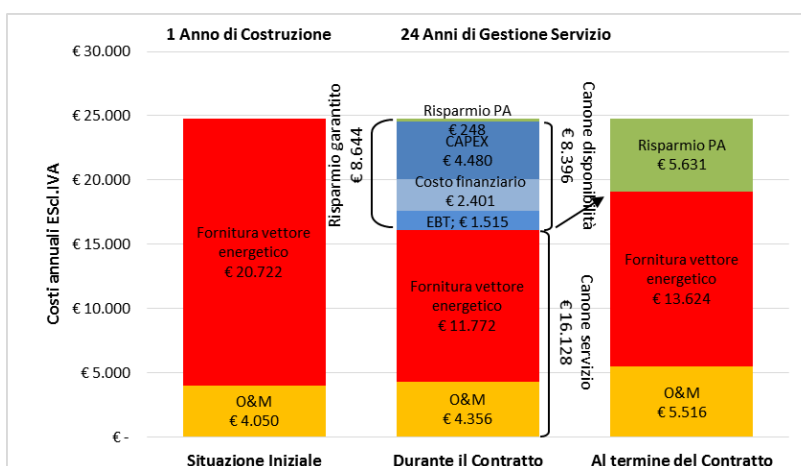 1 Anno di Costruzione
24 Anni di Gestione Servizio
Costi annuali EScl.IVA
€ 30.000
€ 25.000
€ 20.000
€ 15.000
€ 10.000
€ 5.000
€ -
Fornitura vettore
energetico
€ 20.722
O&M
€ 4.050
Situazione Iniziale
Risparmio garantito
€ 8.644
Risparmio PA
€ 248
CAPEX
€ 4.480
Costo finanziario
€ 2.401
EBT; € 1.515
Fornitura vettore
energetico
€ 11.772
O&M
€ 4.356
Durante il Contratto
Canone disponibilità
€ 8.396
Canone servizio
€ 16.128
Risparmio PA
€ 5.631
Fornitura vettore
energetico
€ 13.624
O&M
€ 5.516
Al termine del Contratto